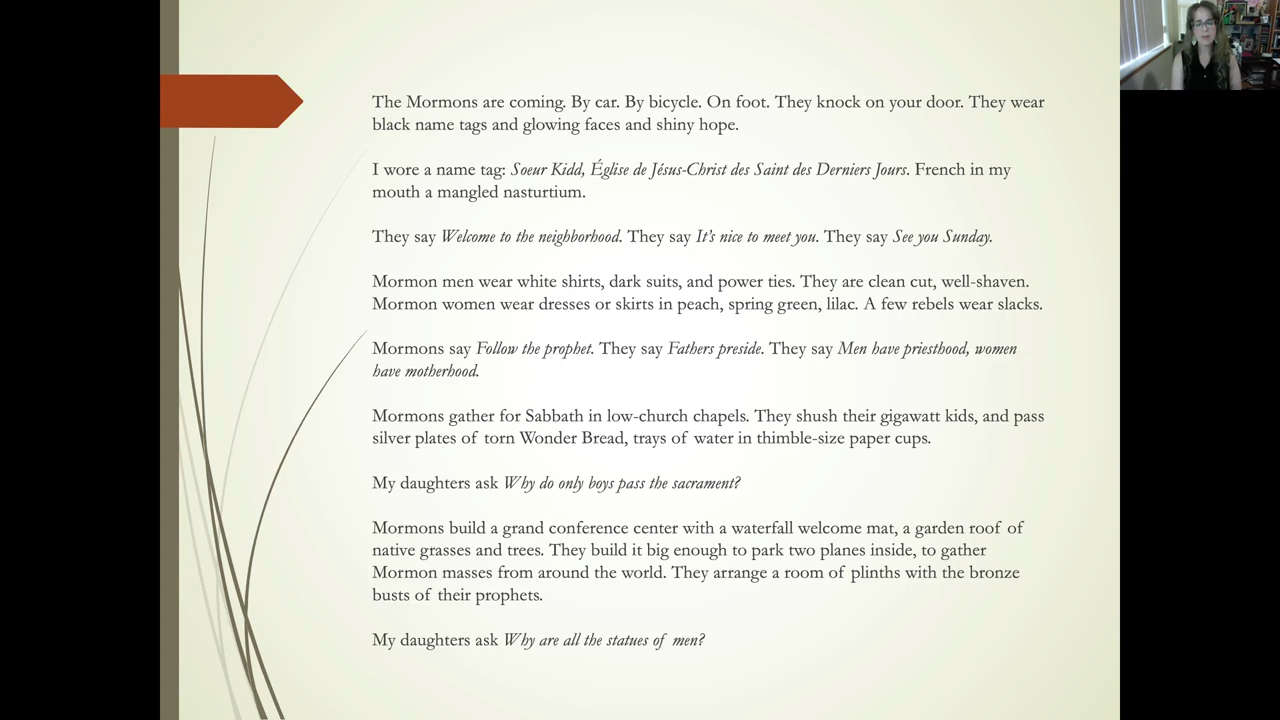 The Mormons are coming. By car. By bicycle. On foot. They knock on your door. They wear
black name tags and glowing faces and shiny hope.
I wore a name tag: Soeur Kidd, Église de Jésus-Christ des Saint des Derniers Jours. French in my
mouth a mangled nasturtium.
They say Welcome to the neighborhood. They say It's nice to meet you. They say See you Sunday.
Mormon men wear white shirts, dark suits, and power ties. They are clean cut, well-shaven.
Mormon women wear dresses or skirts in peach, spring green, lilac. A few rebels wear slacks.
Mormons say Follow the prophet. They say Fathers preside. They say Men have priesthood, women
have motherhood.
Mormons gather for Sabbath in low-church chapels. They shush their gigawatt kids, and pass
silver plates of torn Wonder Bread, trays of water in thimble-size paper cups.
My daughters ask Why do only boys pass the sacrament?
Mormons build a grand conference center with a waterfall welcome mat, a garden roof of
native grasses and trees. They build it big enough to park two planes inside, to gather
Mormon masses from around the world. They arrange a room of plinths with the bronze
busts of their prophets.
My daughters ask Why are all the statues of men?